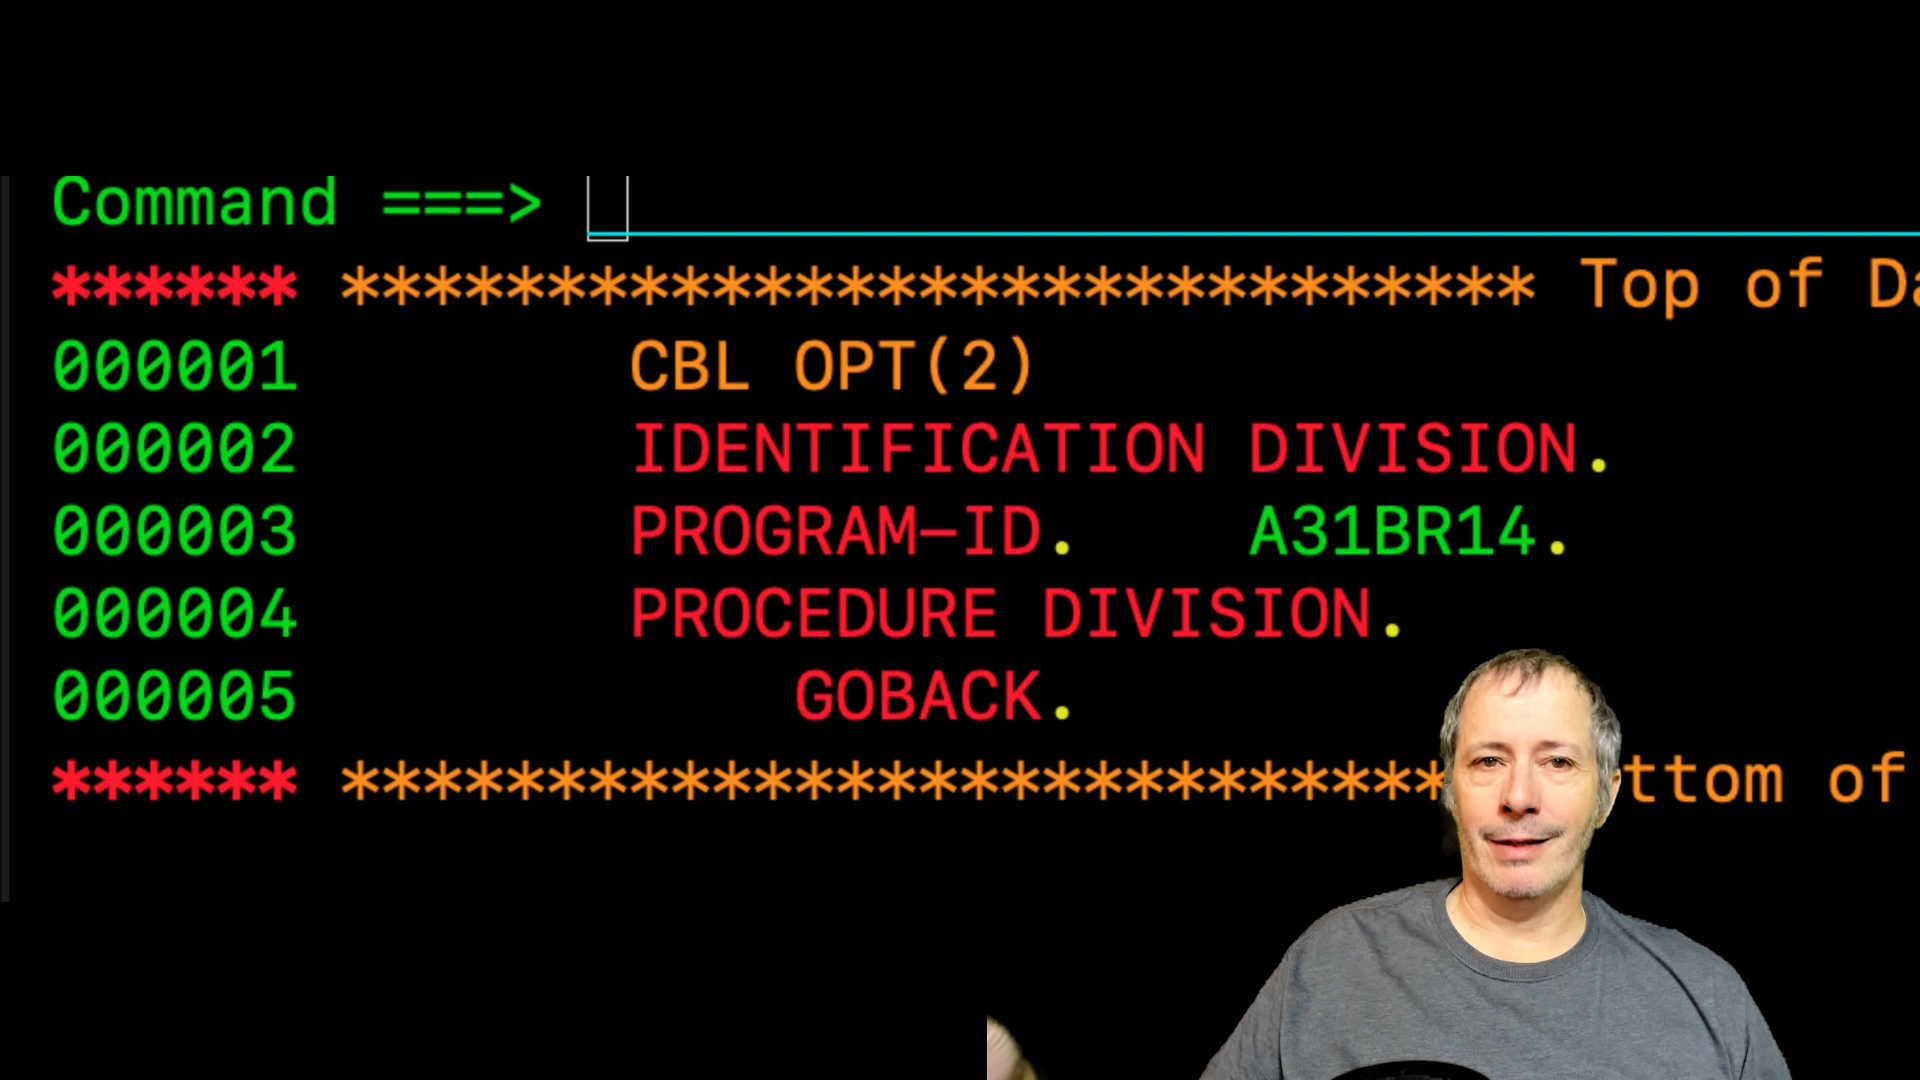 Command ===>
****** ***************************** Top of Da
000001 CBL OPT(2)
000002 IDENTIFICATION DIVISION.
000003 PROGRAM-ID. A31BR14.
000004 PROCEDURE DIVISION.
000005 GOBACK.
****** *************************** ttom of